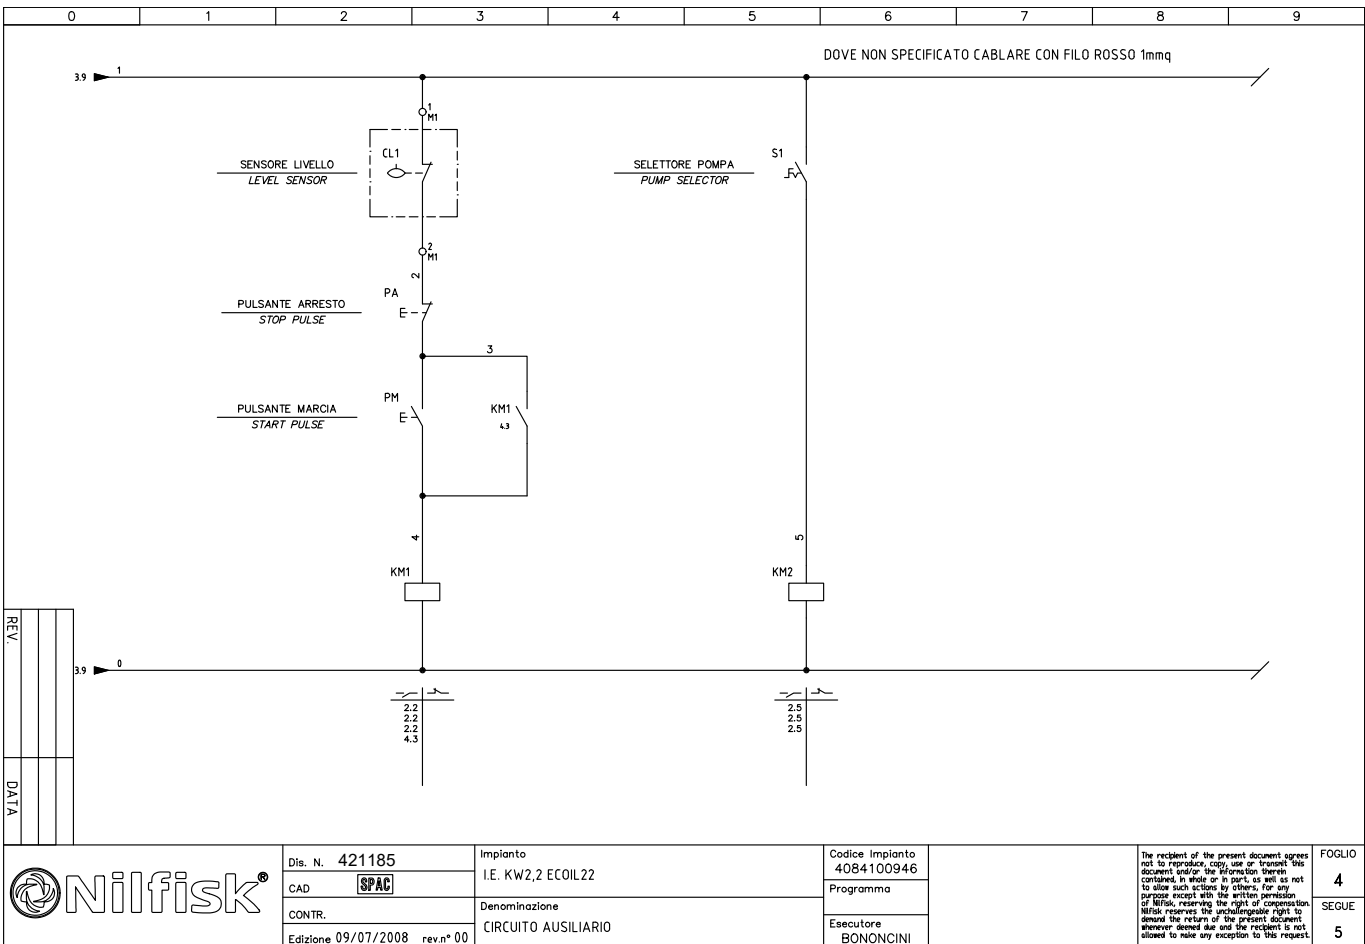 0 1 2 3 4 5 6 7 8 9
DOVE NON SPECIFICATO CABLARE CON FILO ROSSO 1mmq
3.9 1
1
M1
CL1
SENSORE LIVELLO
LEVEL SENSOR
S1
SELETTORE POMPA
PUMP SELECTOR
2
M1
2
PA
PULSANTE ARRESTO
STOP PULSE
3
PM
PULSANTE MARCIA
START PULSE
KM1
4.3
4
5
KM1
KM2
REV.
3.9 0
2.2
2.2
2.2
4.3
2.5
2.5
2.5
DATA
Nilfisk®
Dis. N. 421185
CAD SPAC
CONTR.
Edizione 09/07/2008 rev.n° 00
Impianto
I.E. KW2,2 ECOIL22
Denominazione
CIRCUITO AUSILIARIO
Codice Impianto
4084100946
Programma
Esecutore
BONONCINI
The recipient of the present document agrees
not to reproduce, copy, use or transmit this
document and/or the information therein
contained, in whole or in part, as well as not
to allow such actions by others, for any
purpose except with the written permission
of Nilfisk, reserving the right of compensation.
Nilfisk reserves the unchallengeable right to
demand the return of the present document
whenever deemed due and the recipient is not
allowed to make any exception to this request.
FOGLIO
4
SEGUE
5